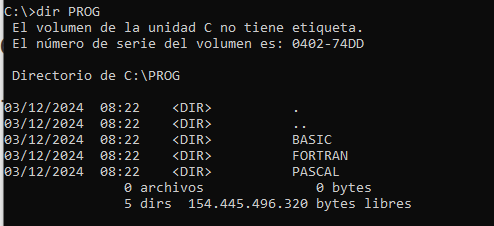 C:\>dir PROG
El volumen de la unidad C no tiene etiqueta.
El número de serie del volumen es: 0402-74DD
Directorio de C:\PROG
03/12/2024  08:22    <DIR>          .
03/12/2024  08:22    <DIR>          ..
03/12/2024  08:22    <DIR>          BASIC
03/12/2024  08:22    <DIR>          FORTRAN
03/12/2024  08:22    <DIR>          PASCAL
0 archivos              0 bytes
5 dirs  154.445.496.320 bytes libres